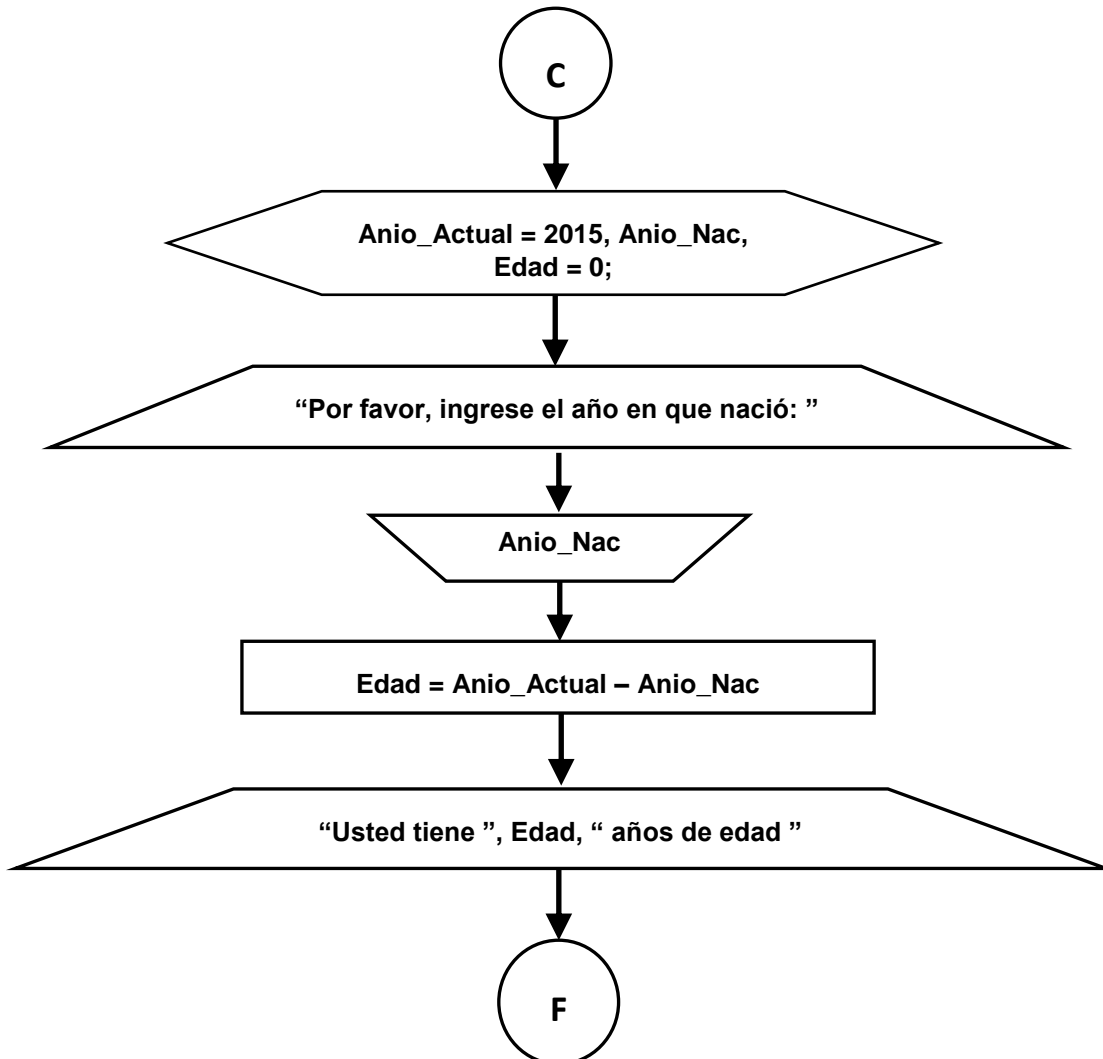 C
Anio_Actual = 2015, Anio_Nac,
Edad = 0;
“Por favor, ingrese el año en que nació: ”
Anio_Nac
Edad = Anio_Actual – Anio_Nac
“Usted tiene ”, Edad, “ años de edad ”
F